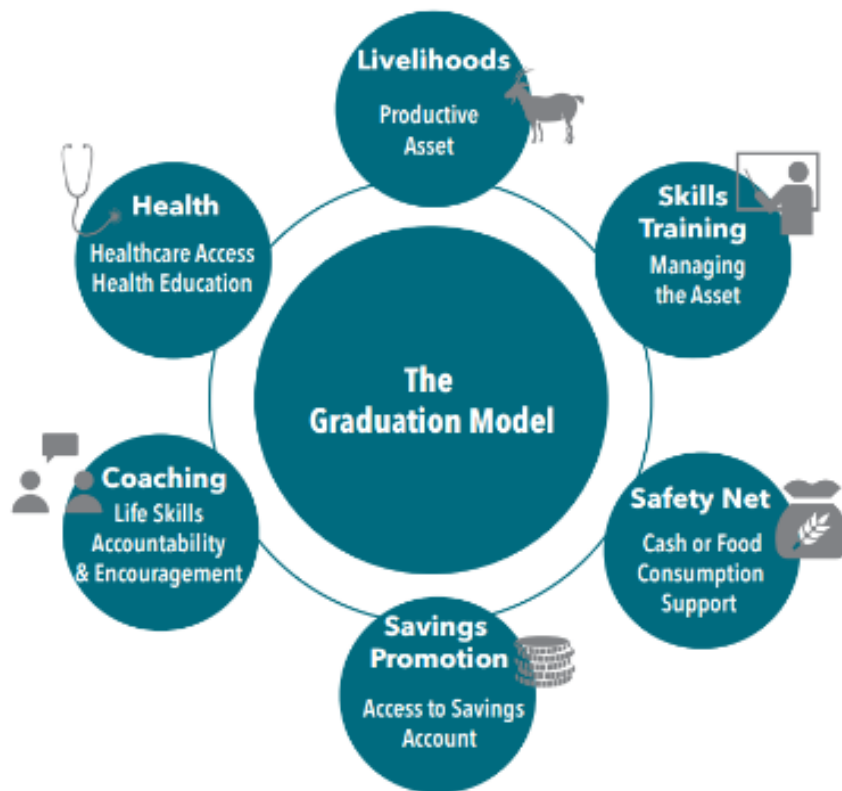 Livelihoods
Productive
Asset
Skills
Training
Managing
the Asset
Safety Net
Cash or Food
Consumption
Support
Savings
Promotion
Access to Savings
Account
Coaching
Life Skills
Accountability
& Encouragement
Health
Healthcare Access
Health Education
The
Graduation Model